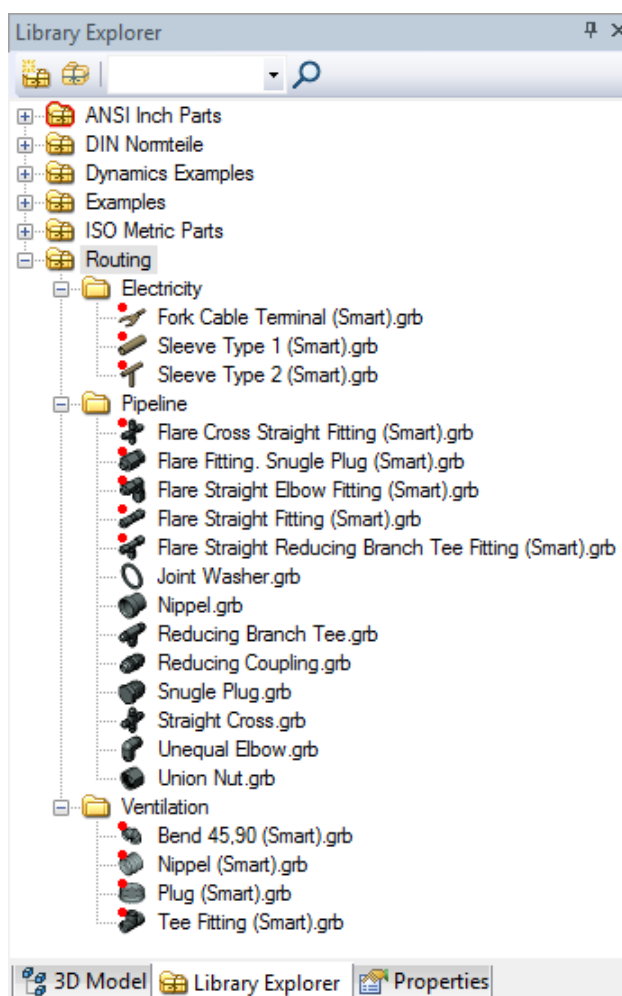 Library Explorer
ANSI Inch Parts
DIN Normteile
Dynamics Examples
Examples
ISO Metric Parts
Routing
Electricity
Fork Cable Terminal (Smart).grb
Sleeve Type 1 (Smart).grb
Sleeve Type 2 (Smart).grb
Pipeline
Flare Cross Straight Fitting (Smart).grb
Flare Fitting. Snugle Plug (Smart).grb
Flare Straight Elbow Fitting (Smart).grb
Flare Straight Fitting (Smart).grb
Flare Straight Reducing Branch Tee Fitting (Smart).grb
Joint Washer.grb
Nippel.grb
Reducing Branch Tee.grb
Reducing Coupling.grb
Snugle Plug.grb
Straight Cross.grb
Unequal Elbow.grb
Union Nut.grb
Ventilation
Bend 45,90 (Smart).grb
Nippel (Smart).grb
Plug (Smart).grb
Tee Fitting (Smart).grb
3D Model Library Explorer Properties